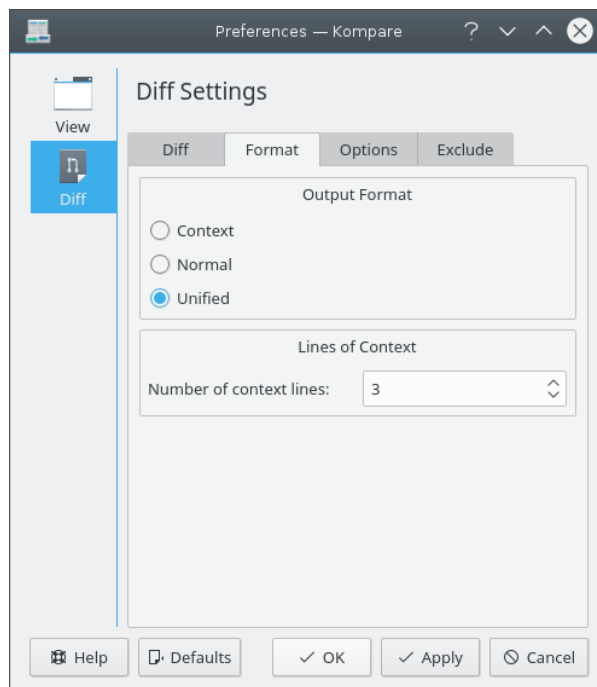 Preferences — Kompare
View
Diff
Diff Settings
Diff Format Options Exclude
Output Format
Context
Normal
Unified
Lines of Context
Number of context lines: 3
Help Defaults OK Apply Cancel